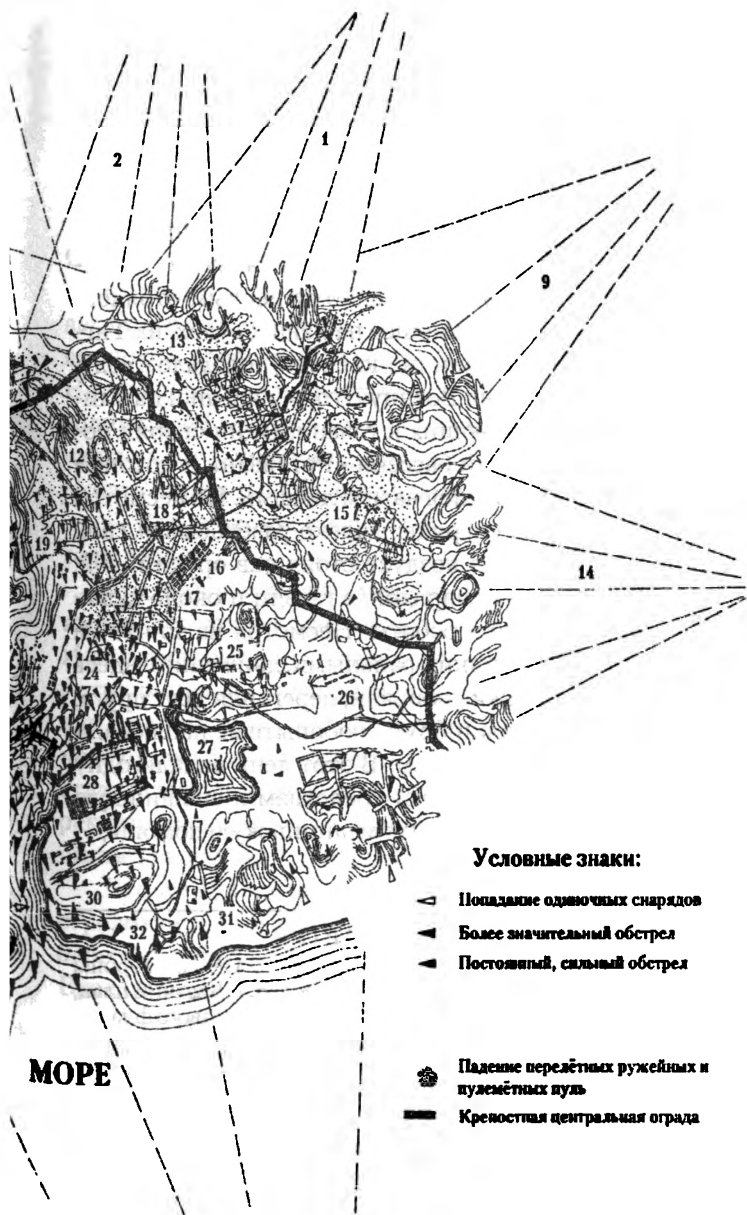 1
2
9
13
12
18
15
19
16
14
17
24
25
26
27
28
30
31
32
Условные знаки:
Попадание одиночных снарядов
Более значительный обстрел
Постоянный, сильный обстрел
МОРЕ
Падение перелётных ружейных и
пулемётных пуль
Крепостная центральная ограда